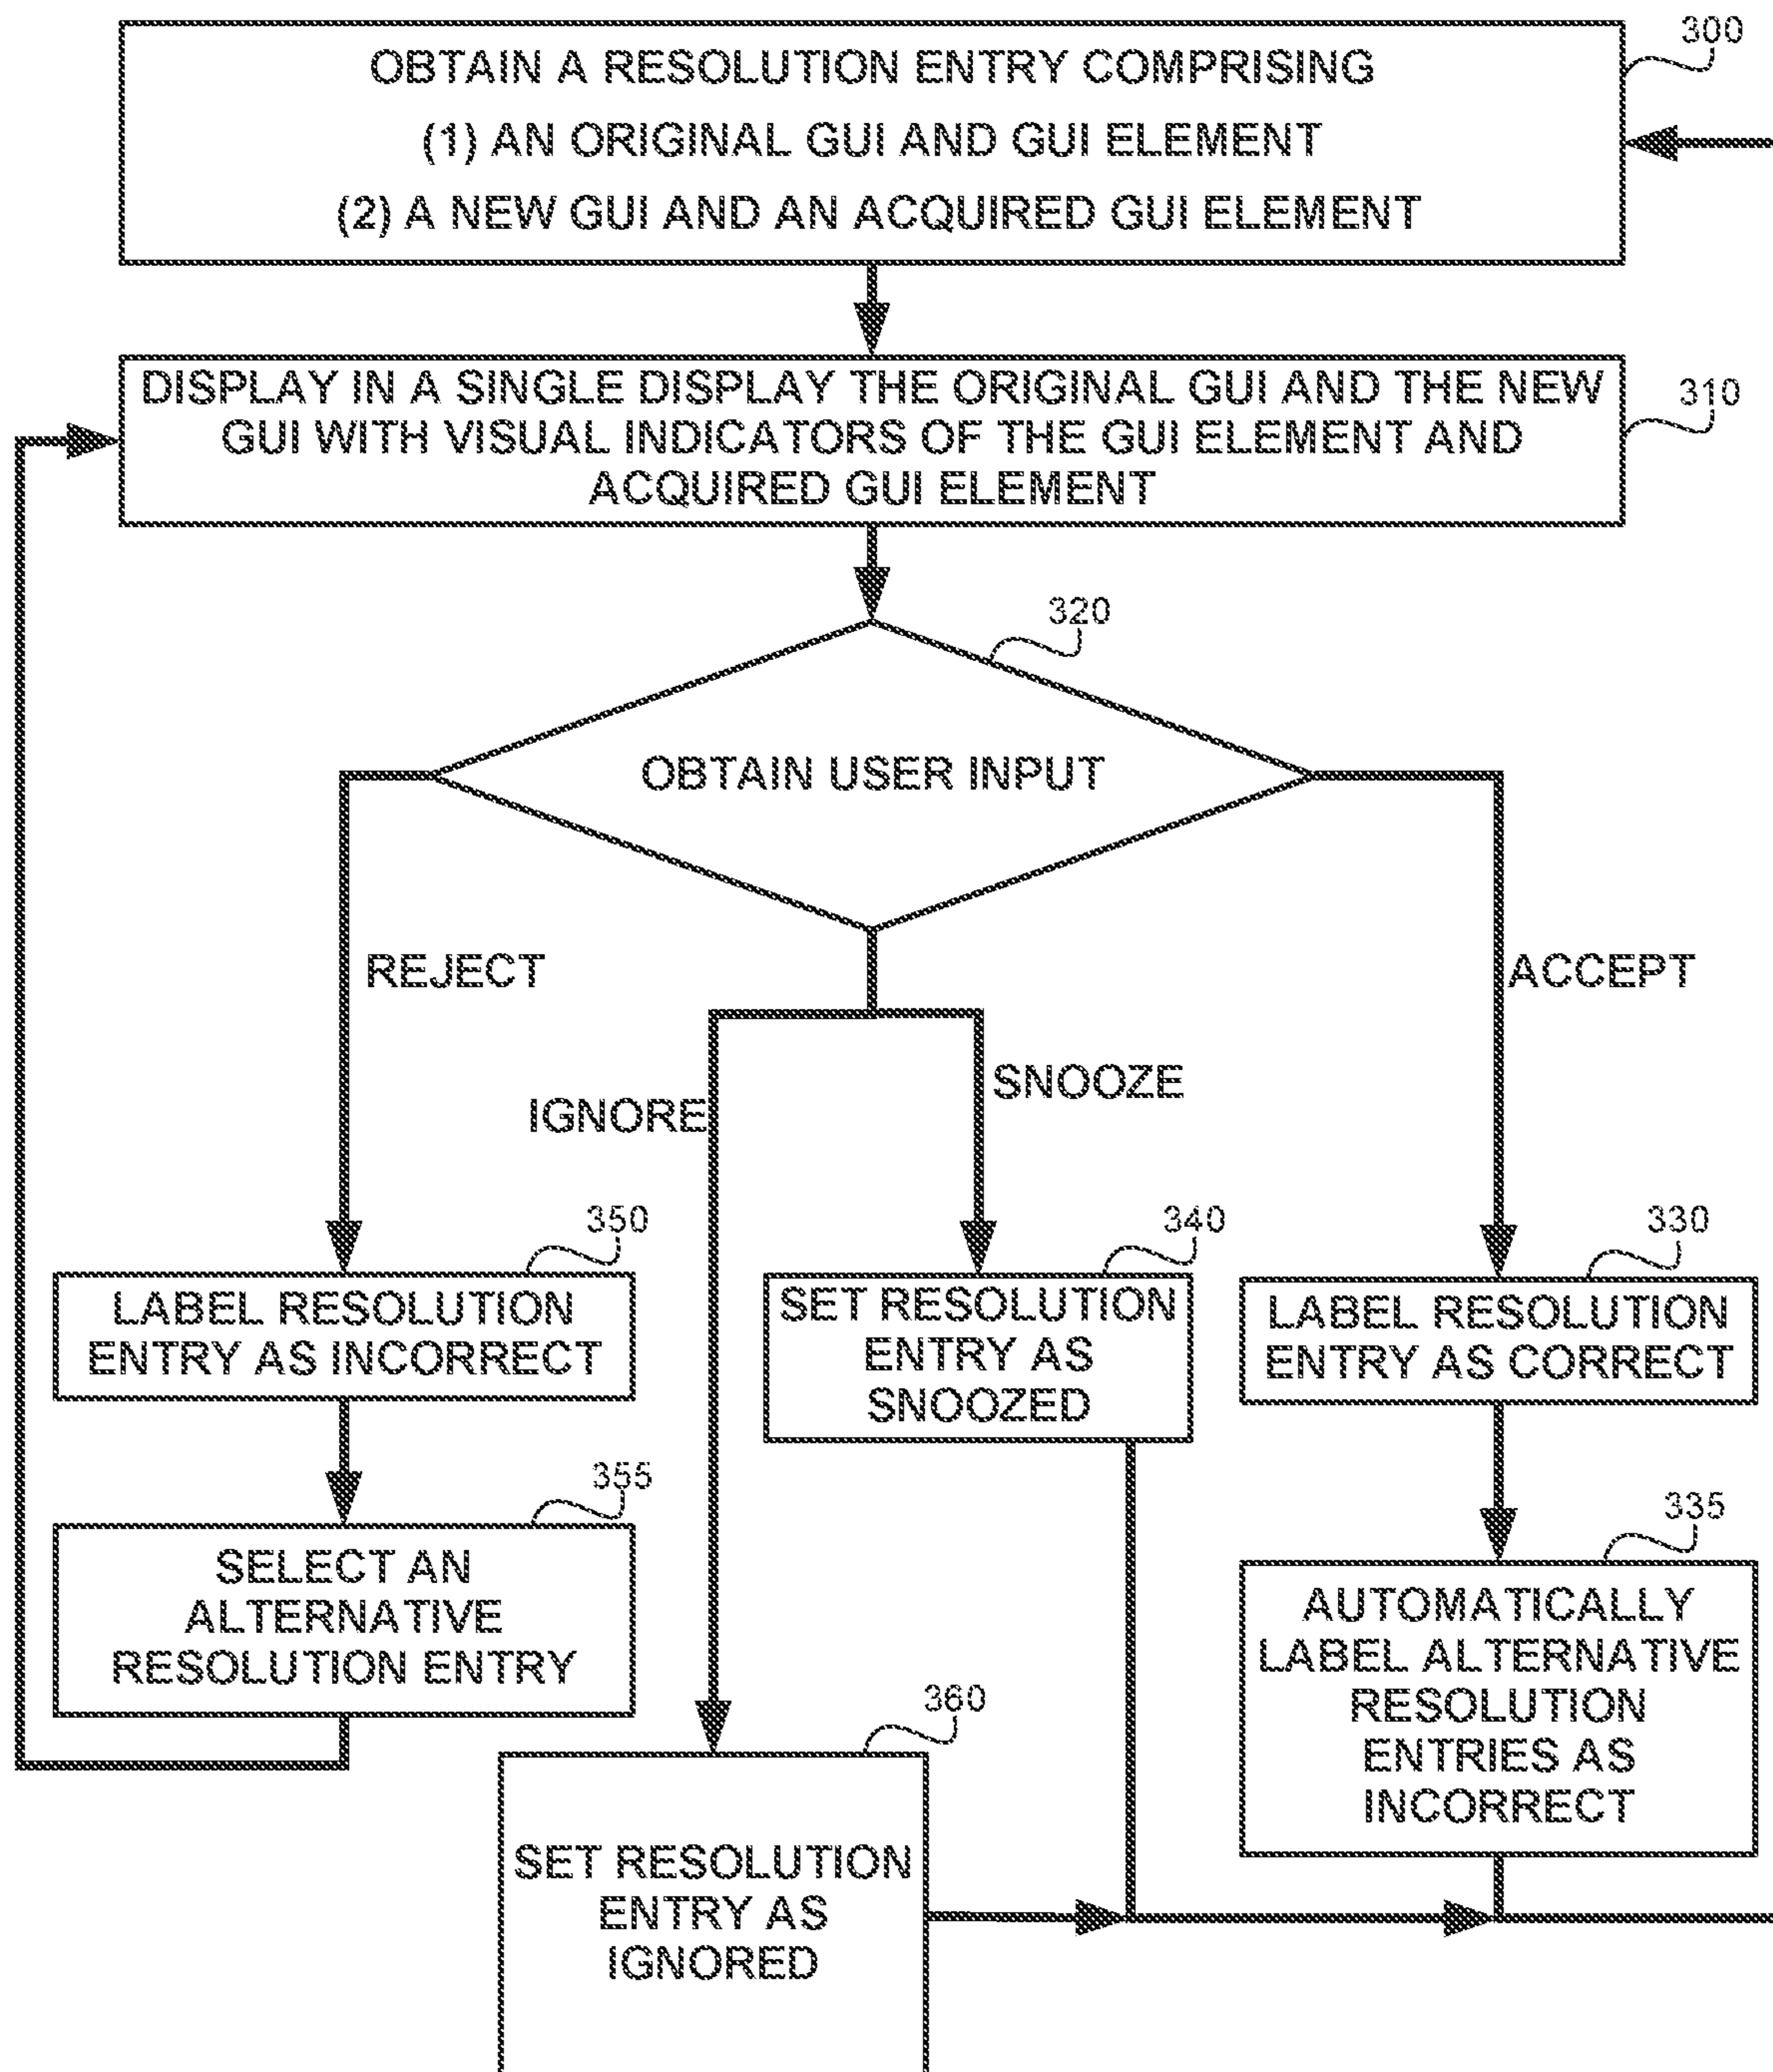 300
OBTAIN A RESOLUTION ENTRY COMPRISING
(1) AN ORIGINAL GUI AND GUI ELEMENT
(2) A NEW GUI AND AN ACQUIRED GUI ELEMENT
310
DISPLAY IN A SINGLE DISPLAY THE ORIGINAL GUI AND THE NEW
GUI WITH VISUAL INDICATORS OF THE GUI ELEMENT AND
ACQUIRED GUI ELEMENT
320
OBTAIN USER INPUT
REJECT
IGNORE
SNOOZE
ACCEPT
350
LABEL RESOLUTION
ENTRY AS INCORRECT
355
SELECT AN
ALTERNATIVE
RESOLUTION ENTRY
360
SET RESOLUTION
ENTRY AS
IGNORED
340
SET RESOLUTION
ENTRY AS
SNOOZED
330
LABEL RESOLUTION
ENTRY AS CORRECT
335
AUTOMATICALLY
LABEL ALTERNATIVE
RESOLUTION
ENTRIES AS
INCORRECT